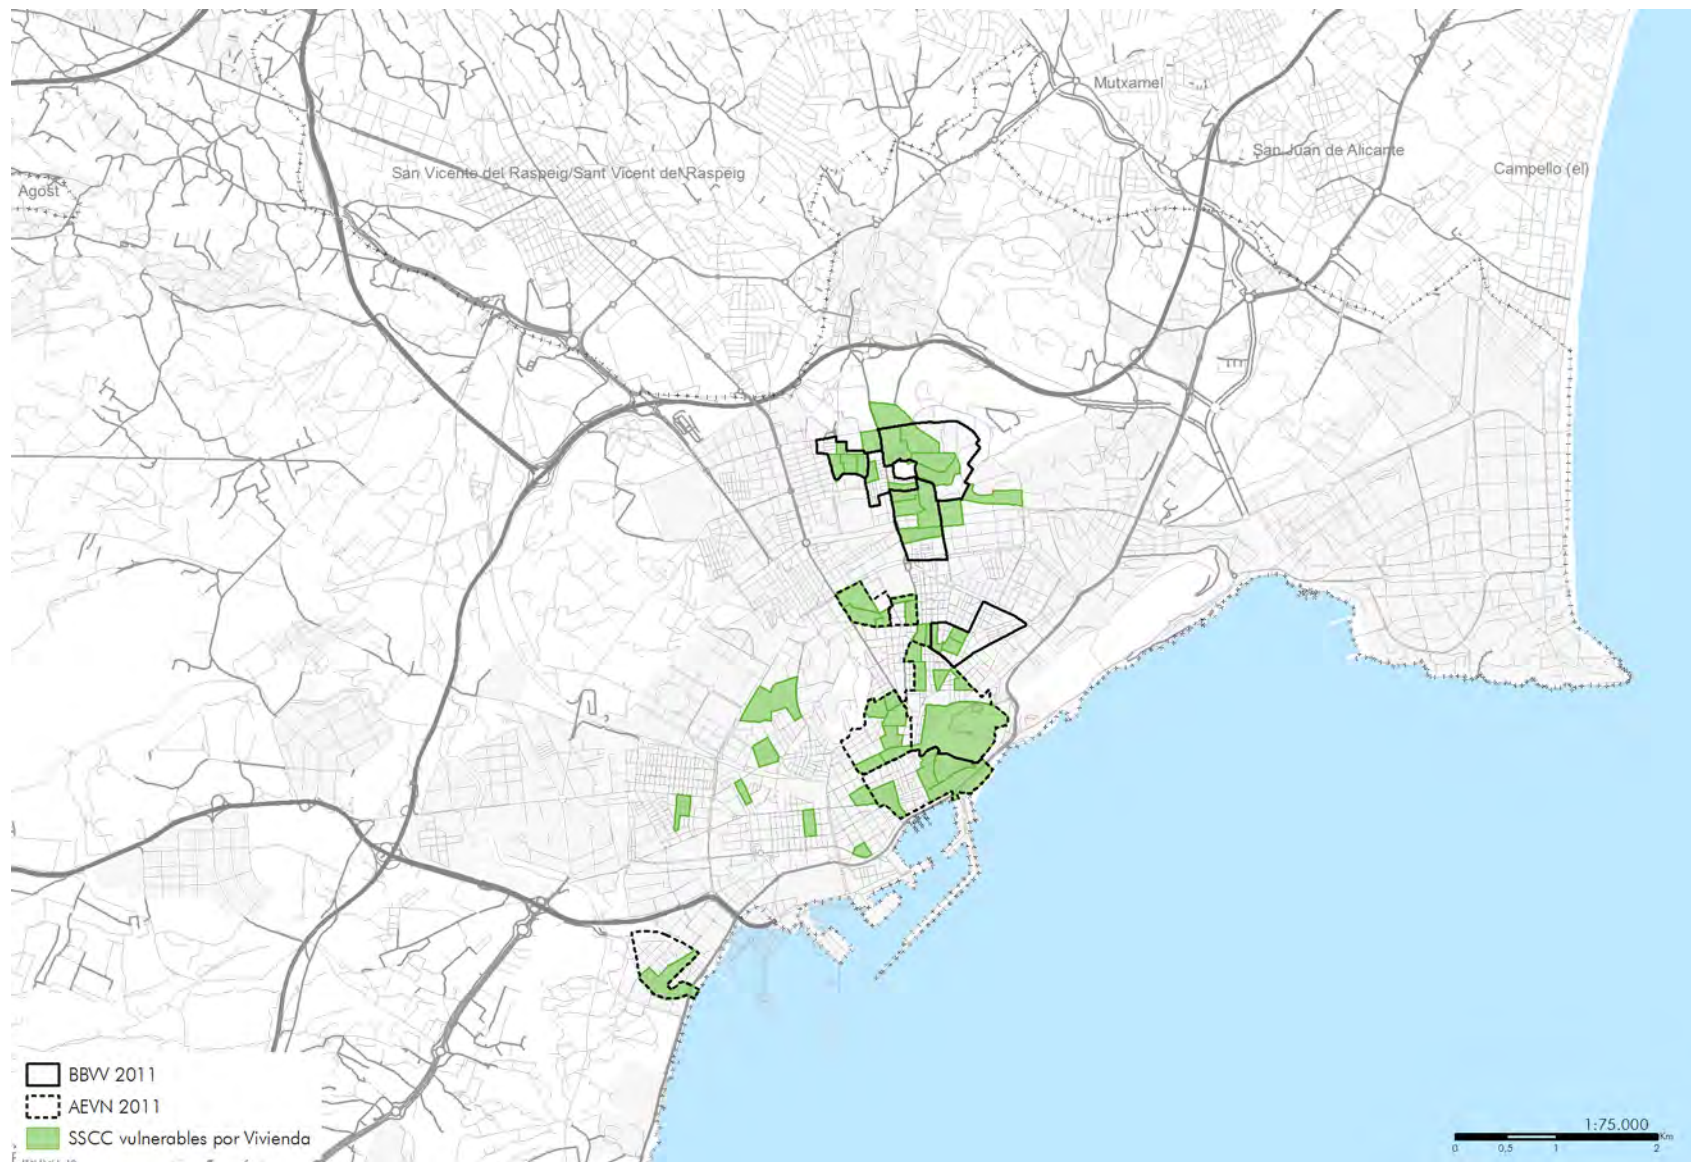 Mutxamel
San Juan de Alicante
Campello (el)
San Vicente del Raspeig/Sant Vicent del Raspeig
Agost
BBVV 2011
AEVN 2011
SSCC vulnerables por Vivienda
1:75.000
Km
0 0,5 1 2